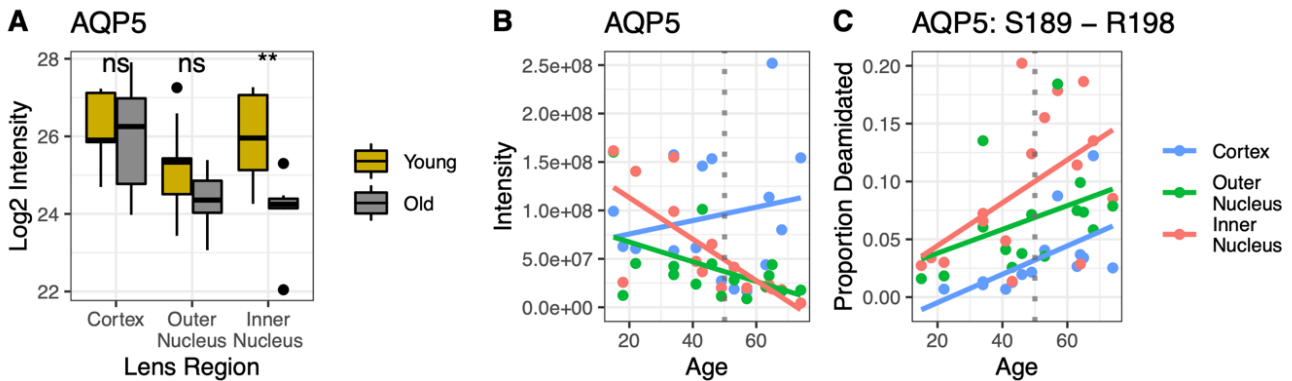 A AQP5
28
26
24
22
Log2 Intensity
ns
ns
**
Cortex
Outer
Nucleus
Inner
Nucleus
Lens Region
Young
Old
B AQP5
2.5e+08
1.5e+08
1.0e+08
5.0e+07
0.0e+00
Intensity
20
40
60
Age
C AQP5: S189 – R198
0.20
0.15
0.10
0.05
0.00
Proportion Deamidated
20
40
60
Age
Cortex
Outer
Nucleus
Inner
Nucleus